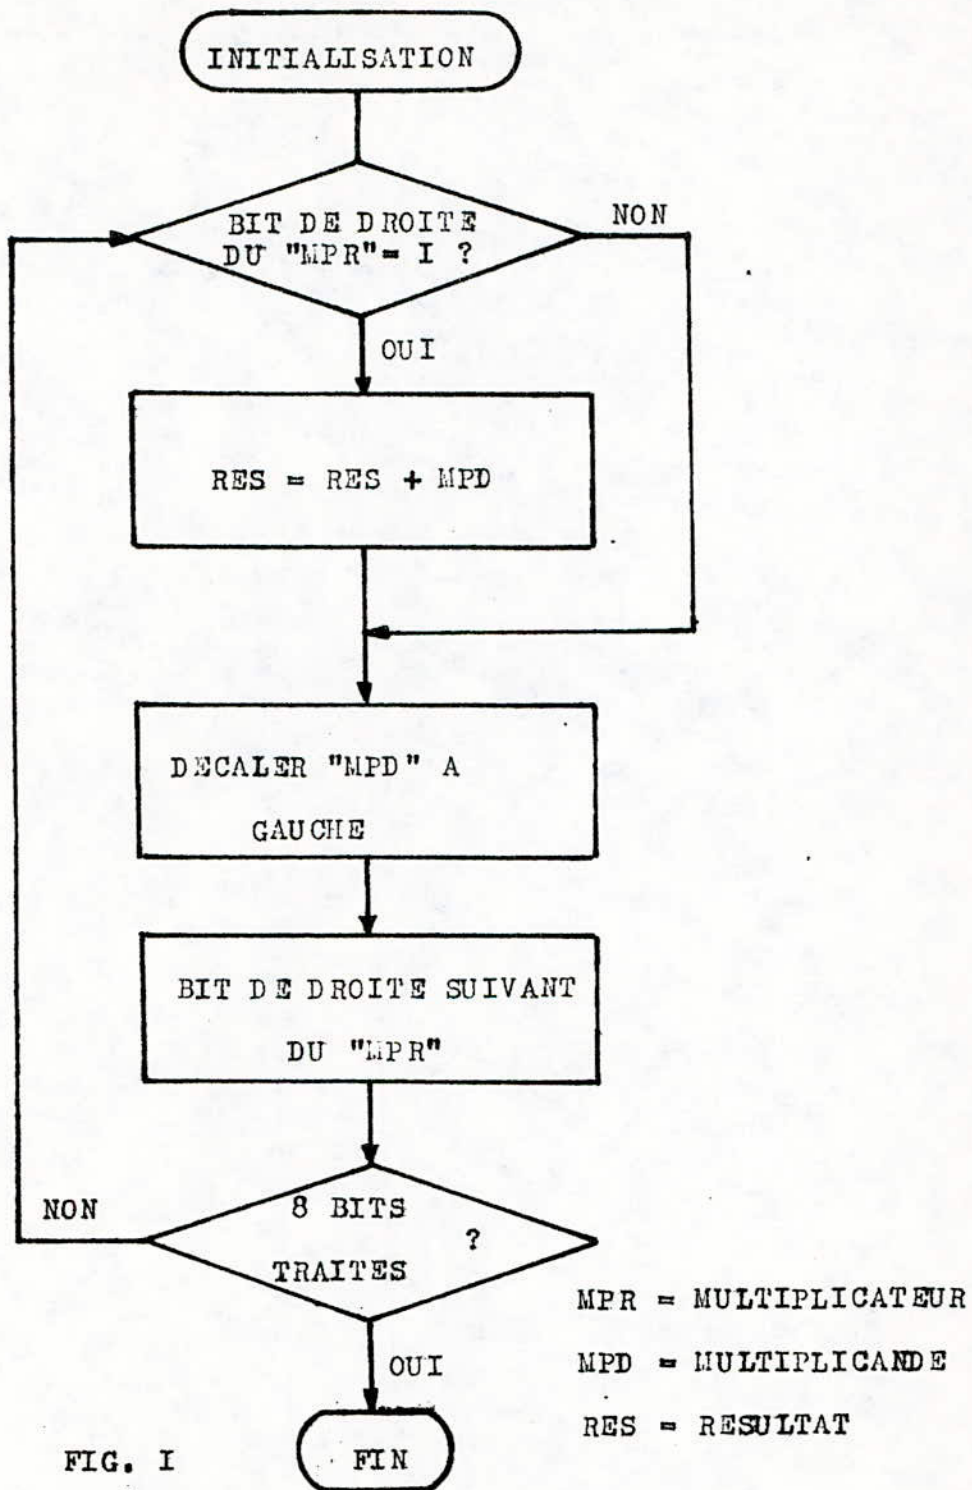 INITIALISATION
BIT DE DROITE
DU "MPR"= I ?
NON
OUI
RES = RES + MPD
DECALER "MPD" A
GAUCHE
BIT DE DROITE SUIVANT
DU "MPR"
NON
8 BITS
?
TRAITES
OUI
MPR = MULTIPLICATEUR
MPD = MULTIPLICANDE
RES = RESULTAT
FIG. I
FIN